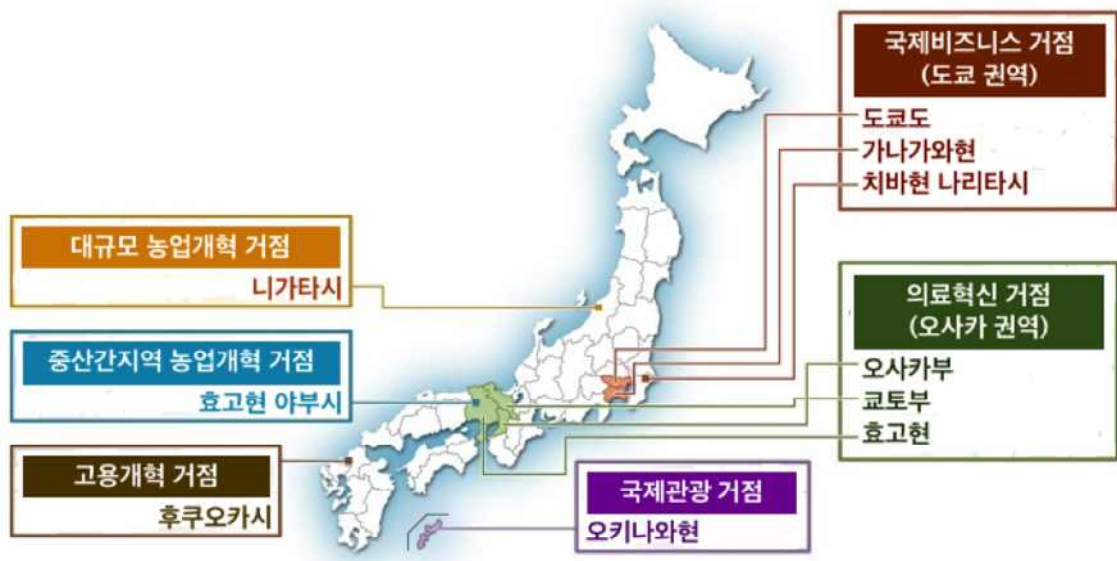 국제비즈니스 거점
(도쿄 권역)
도쿄도
가나가와현
치바현 나리타시
대규모 농업개혁 거점
니가타시
의료혁신 거점
(오사카 권역)
오사카부
쿄토부
효고현
중산간지역 농업개혁 거점
효고현 야부시
고용개혁 거점
후쿠오카시
국제관광 거점
오키나와현